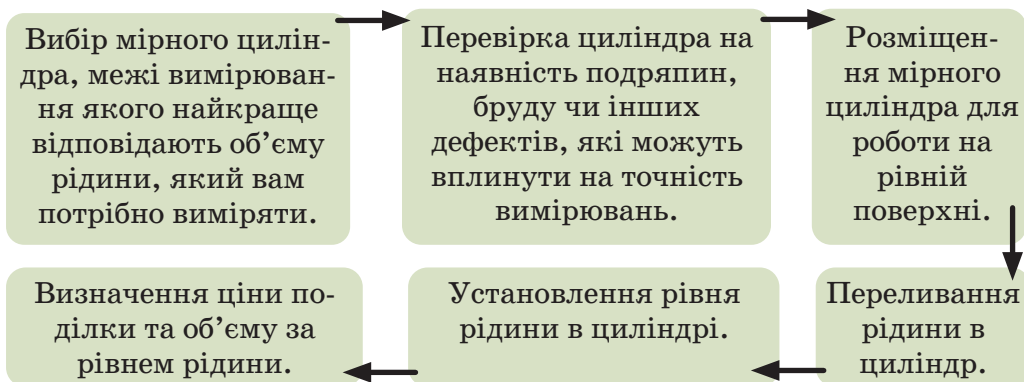 Вибір мірного цилін-
дра, межі вимірюван-
ня якого найкраще
відповідають об’єму
рідини, який вам
потрібно виміряти.
Перевірка циліндра на
наявність подряпин,
бруду чи інших
дефектів, які можуть
вплинути на точність
вимірювань.
Розміщен-
ня мірного
циліндра для
роботи на
рівній
поверхні.
Переливання
рідини в
циліндр.
Установлення рівня
рідини в циліндрі.
Визначення ціни по-
ділки та об’єму за
рівнем рідини.